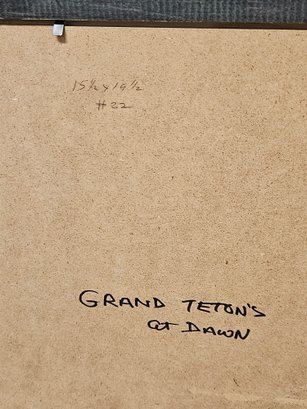 15½ x 19½
#22
GRAND TETON'S
at DAWN